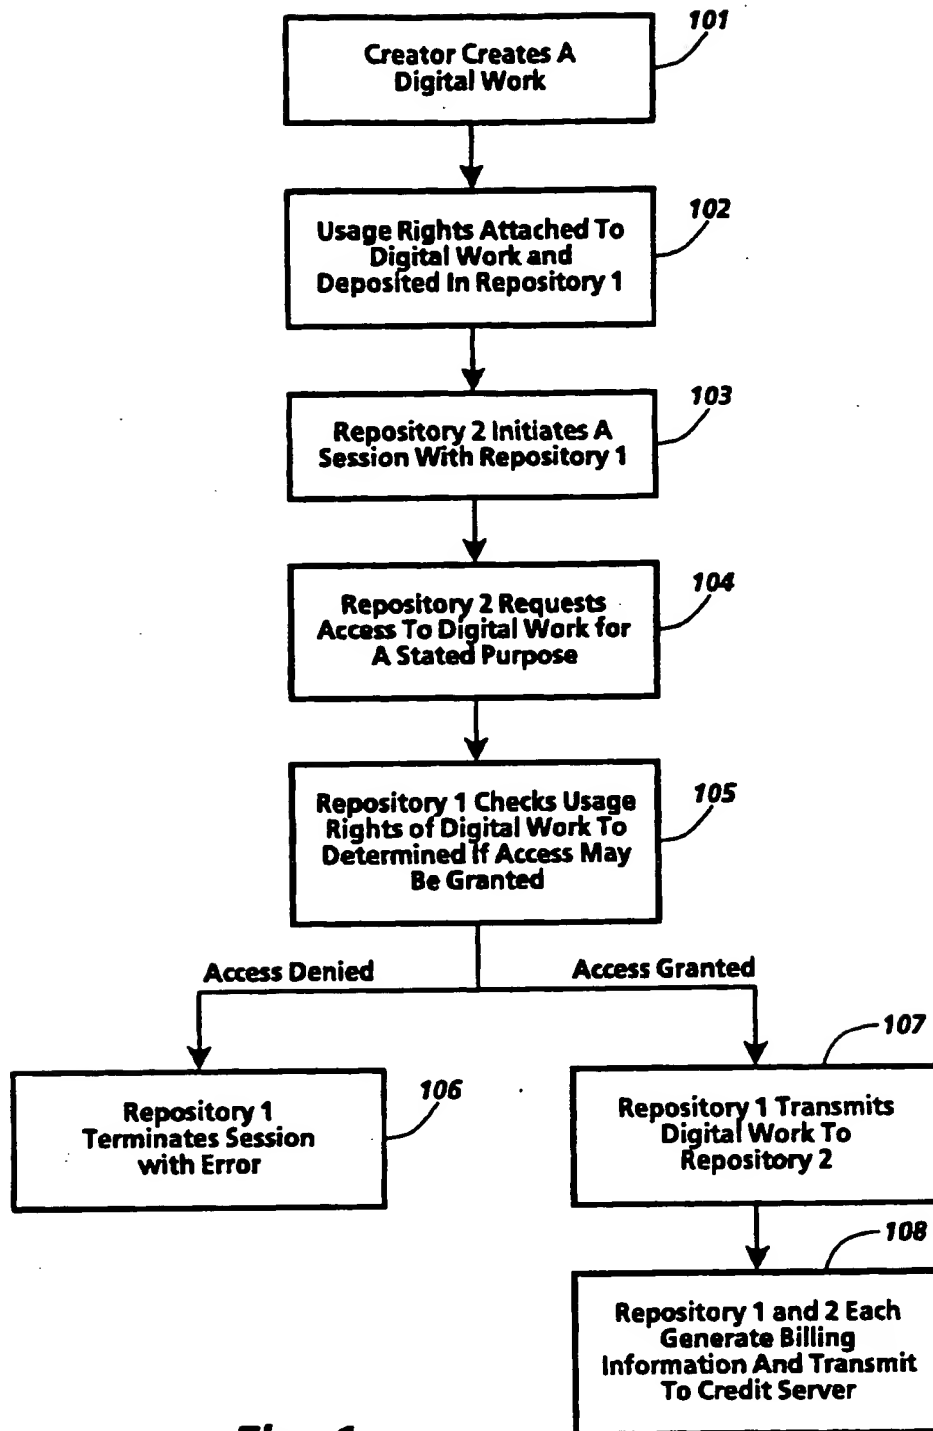 101
Creator Creates A
Digital Work
102
Usage Rights Attached To
Digital Work and
Deposited In Repository 1
103
Repository 2 Initiates A
Session With Repository 1
104
Repository 2 Requests
Access To Digital Work for
A Stated Purpose
105
Repository 1 Checks Usage
Rights of Digital Work To
Determined If Access May
Be Granted
Access Denied
Access Granted
106
Repository 1
Terminates Session
with Error
107
Repository 1 Transmits
Digital Work To
Repository 2
108
Repository 1 and 2 Each
Generate Billing
Information And Transmit
To Credit Server